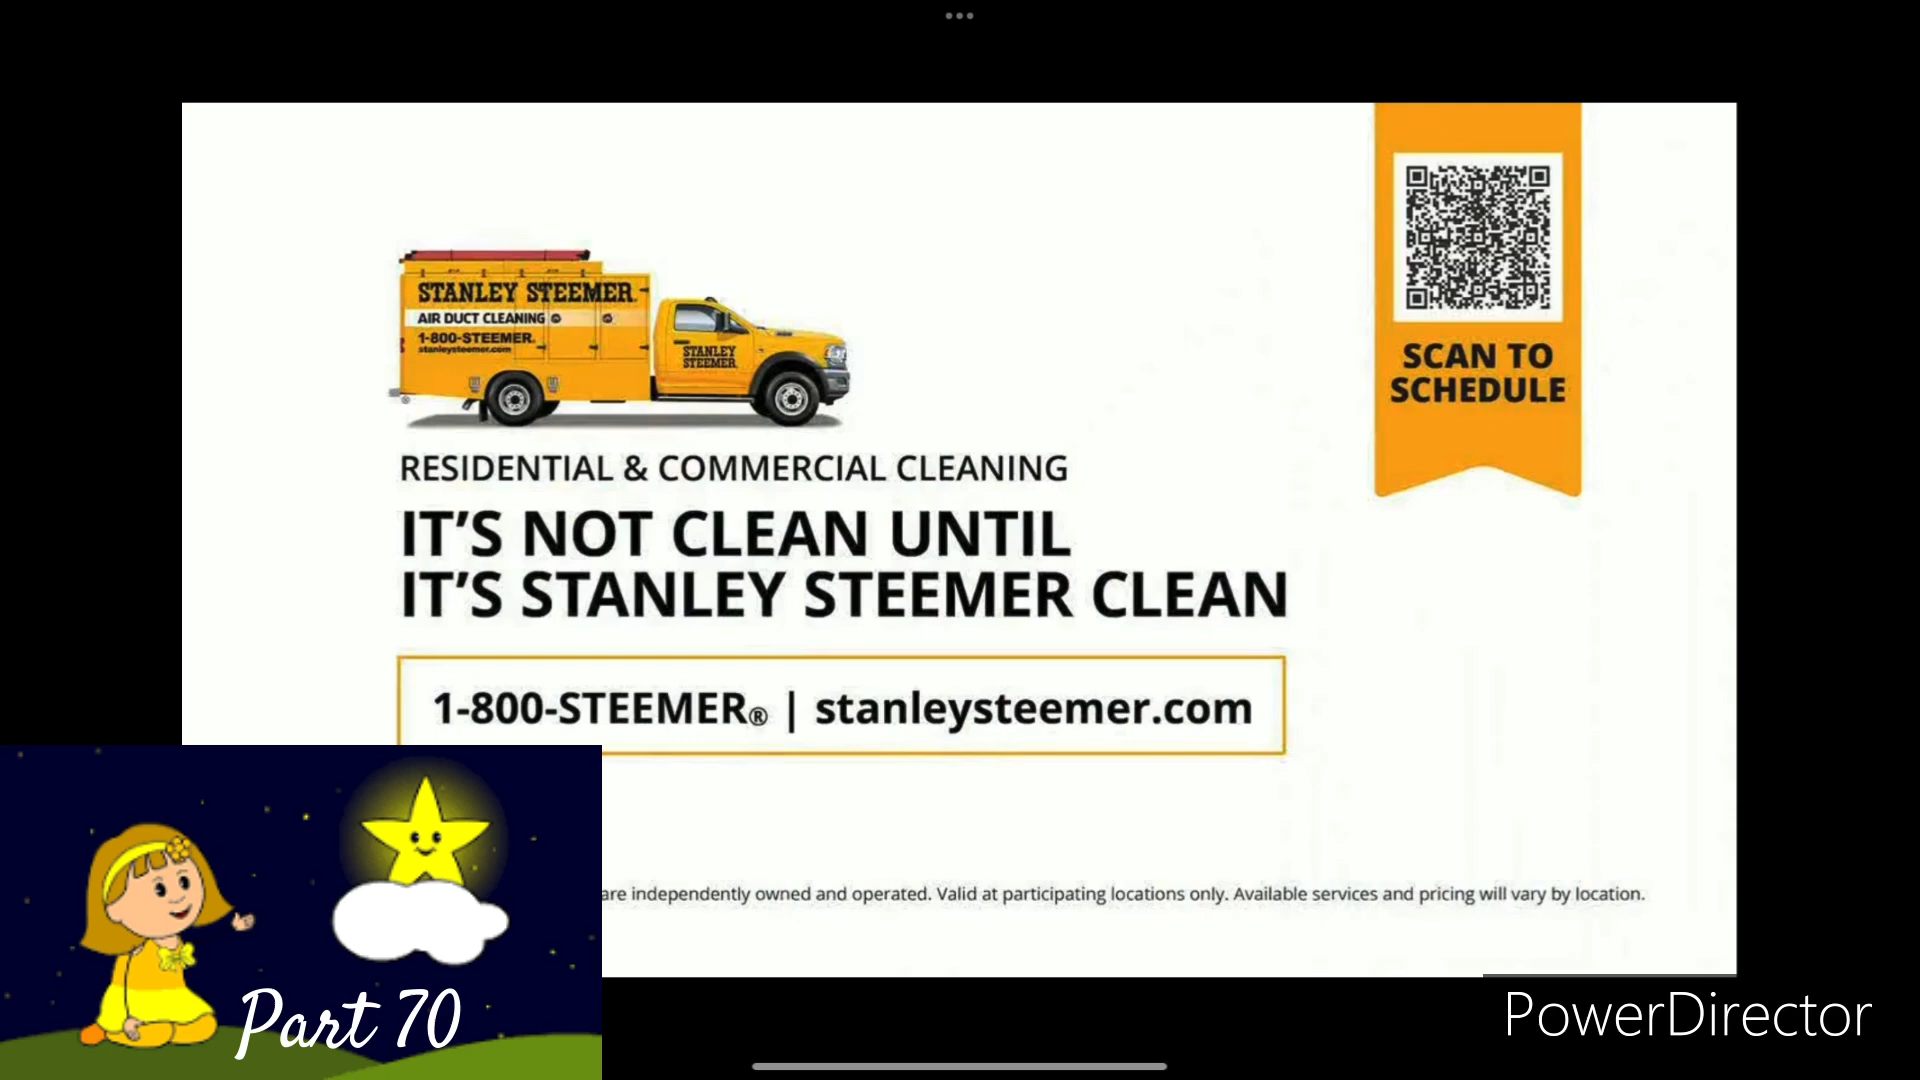 STANLEY STEEMER
AIR DUCT CLEANING
1-800-STEEMER.
stanleysteemer.com
STANLEY
STEEMER
SCAN TO
SCHEDULE
RESIDENTIAL & COMMERCIAL CLEANING
IT'S NOT CLEAN UNTIL
IT'S STANLEY STEEMER CLEAN
1-800-STEEMER® | stanleysteemer.com
are independently owned and operated. Valid at participating locations only. Available services and pricing will vary by location.
Part 70
PowerDirector